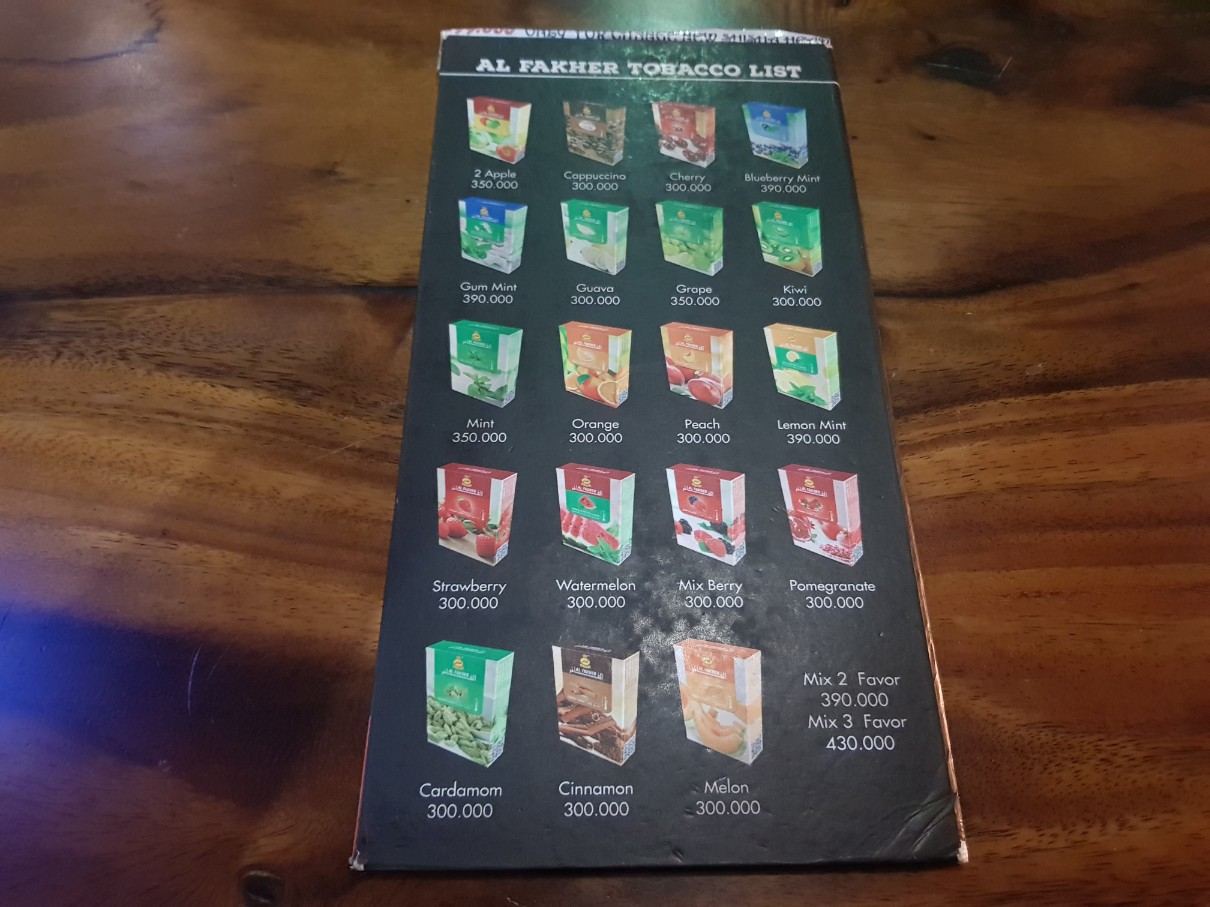 AL FAKHER TOBACCO LIST
2 Apple
350.000
Cappuccino
300.000
Cherry
300.000
Blueberry Mint
390.000
Gum Mint
390.000
Guava
300.000
Grape
350.000
Kiwi
300.000
Mint
350.000
Orange
300.000
Peach
300.000
Lemon Mint
390.000
Strawberry
300.000
Watermelon
300.000
Mix Berry
300.000
Pomegranate
300.000
Cardamom
300.000
Cinnamon
300.000
Melon
300.000
Mix 2 Favor
390.000
Mix 3 Favor
430.000